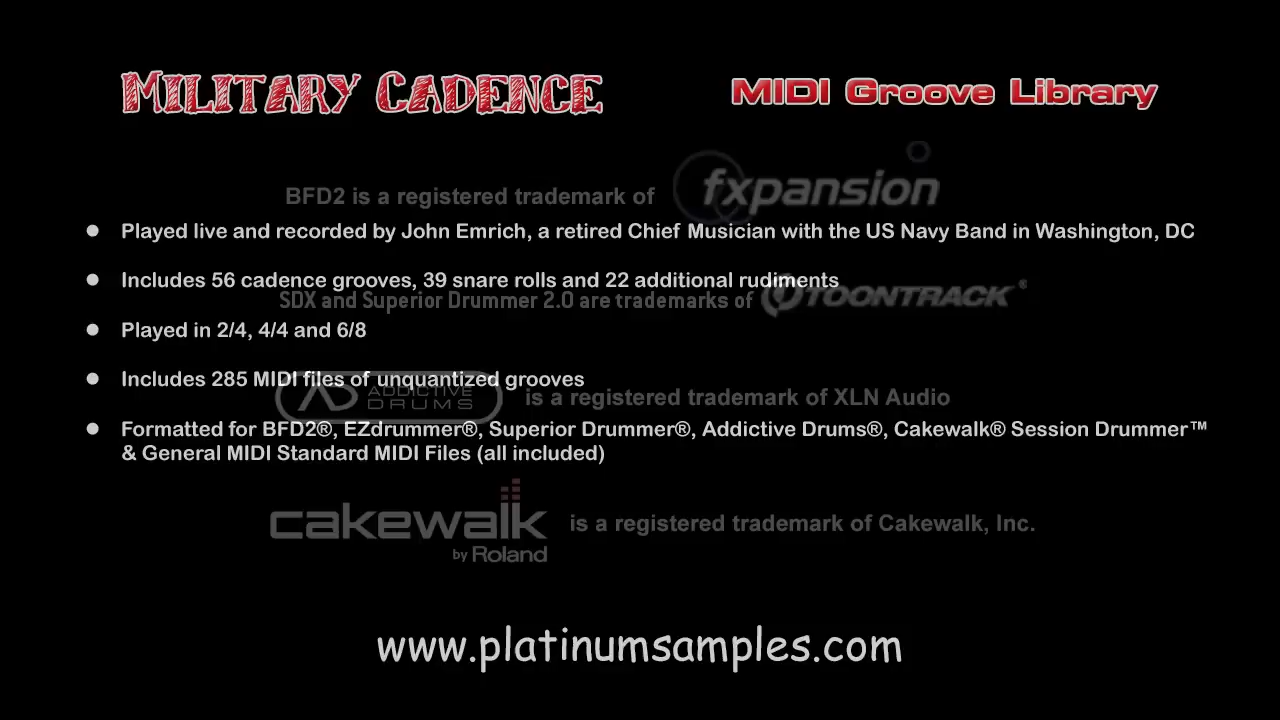 MILITARY CADENCE
MIDI Groove Library
BFD2 is a registered trademark of fxpansion
● Played live and recorded by John Emrich, a retired Chief Musician with the US Navy Band in Washington, DC
● Includes 56 cadence grooves, 39 snare rolls and 22 additional rudiments
SDX and Superior Drummer 2.0 are trademarks of TOONTRACK®
● Played in 2/4, 4/4 and 6/8
● Includes 285 MIDI files of unquantized grooves
AD ADDICTIVE DRUMS is a registered trademark of XLN Audio
● Formatted for BFD2®, EZdrummer®, Superior Drummer®, Addictive Drums®, Cakewalk® Session Drummer™
& General MIDI Standard MIDI Files (all included)
cakewalk is a registered trademark of Cakewalk, Inc.
by Roland
www.platinumsamples.com